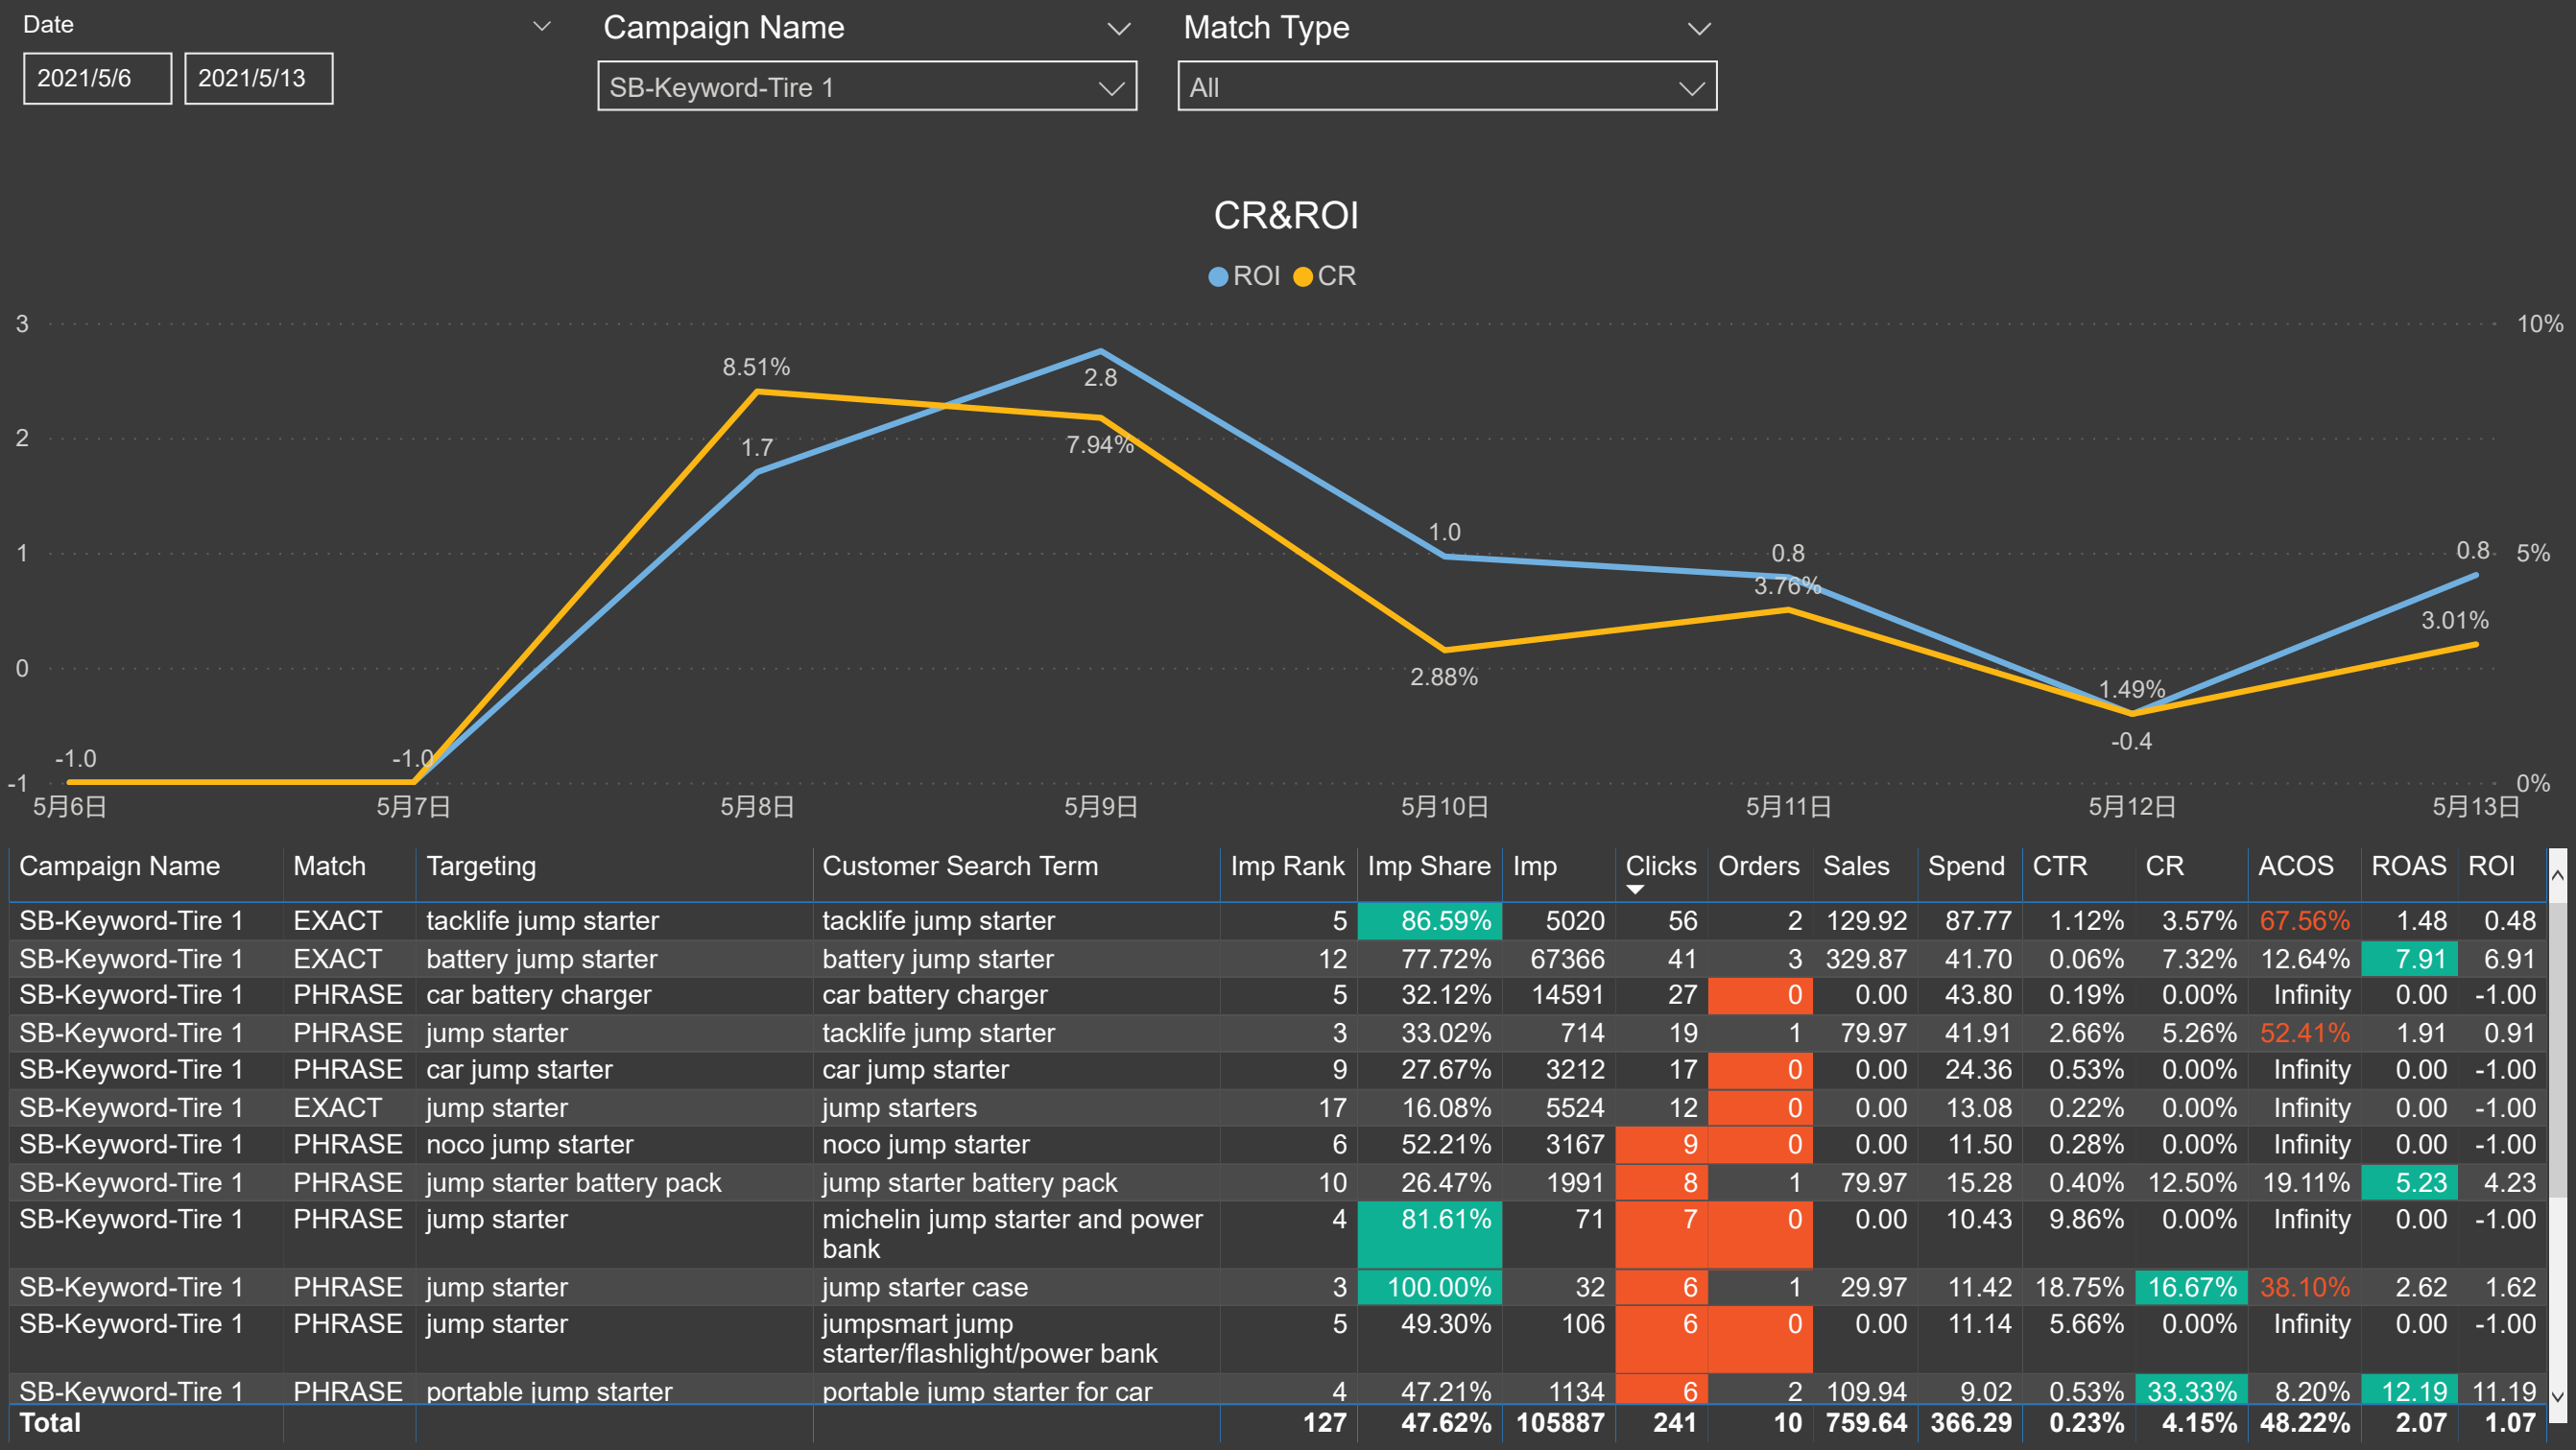 Date
2021/5/6 2021/5/13
Campaign Name
SB-Keyword-Tire 1
Match Type
All
CR&ROI
ROI CR
3 10%
8.51%
2.8
2
1.7
7.94%
1.0
1 0.8 0.8 5%
3.76%
3.01%
0
2.88%
1.49%
-0.4
-1.0 -1.0
-1 0%
5月6日 5月7日 5月8日 5月9日 5月10日 5月11日 5月12日 5月13日
Campaign Name Match Targeting Customer Search Term Imp Rank Imp Share Imp Clicks Orders Sales Spend CTR CR ACOS ROAS ROI
SB-Keyword-Tire 1 EXACT tacklife jump starter tacklife jump starter 5 86.59% 5020 56 2 129.92 87.77 1.12% 3.57% 67.56% 1.48 0.48
SB-Keyword-Tire 1 EXACT battery jump starter battery jump starter 12 77.72% 67366 41 3 329.87 41.70 0.06% 7.32% 12.64% 7.91 6.91
SB-Keyword-Tire 1 PHRASE car battery charger car battery charger 5 32.12% 14591 27 0 0.00 43.80 0.19% 0.00% Infinity 0.00 -1.00
SB-Keyword-Tire 1 PHRASE jump starter tacklife jump starter 3 33.02% 714 19 1 79.97 41.91 2.66% 5.26% 52.41% 1.91 0.91
SB-Keyword-Tire 1 PHRASE car jump starter car jump starter 9 27.67% 3212 17 0 0.00 24.36 0.53% 0.00% Infinity 0.00 -1.00
SB-Keyword-Tire 1 EXACT jump starter jump starters 17 16.08% 5524 12 0 0.00 13.08 0.22% 0.00% Infinity 0.00 -1.00
SB-Keyword-Tire 1 PHRASE noco jump starter noco jump starter 6 52.21% 3167 9 0 0.00 11.50 0.28% 0.00% Infinity 0.00 -1.00
SB-Keyword-Tire 1 PHRASE jump starter battery pack jump starter battery pack 10 26.47% 1991 8 1 79.97 15.28 0.40% 12.50% 19.11% 5.23 4.23
SB-Keyword-Tire 1 PHRASE jump starter michelin jump starter and power 4 81.61% 71 7 0 0.00 10.43 9.86% 0.00% Infinity 0.00 -1.00
bank
SB-Keyword-Tire 1 PHRASE jump starter jump starter case 3 100.00% 32 6 1 29.97 11.42 18.75% 16.67% 38.10% 2.62 1.62
SB-Keyword-Tire 1 PHRASE jump starter jumpsmart jump 5 49.30% 106 6 0 0.00 11.14 5.66% 0.00% Infinity 0.00 -1.00
starter/flashlight/power bank
SB-Keyword-Tire 1 PHRASE portable jump starter portable jump starter for car 4 47.21% 1134 6 2 109.94 9.02 0.53% 33.33% 8.20% 12.19 11.19
Total 127 47.62% 105887 241 10 759.64 366.29 0.23% 4.15% 48.22% 2.07 1.07